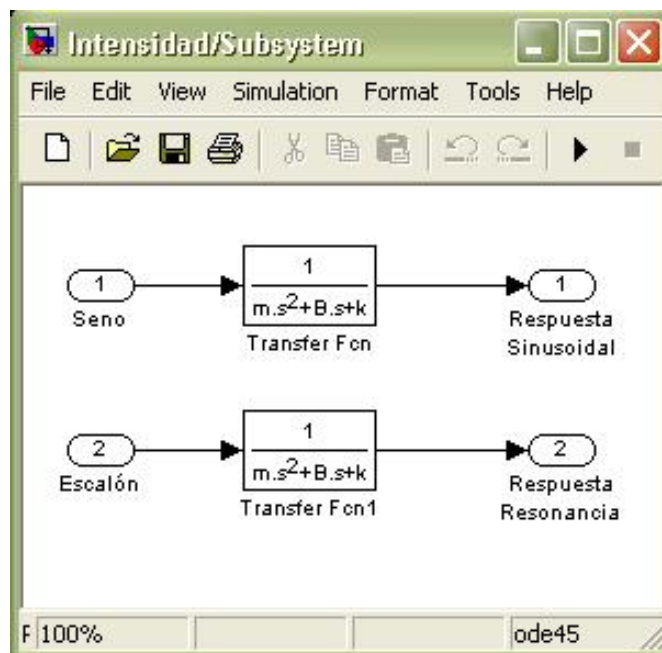 Intensidad/Subsystem
File Edit View Simulation Format Tools Help
1 1 1
m.s²+B.s+k
Seno
Transfer Fcn
Respuesta
Sinusoidal
2 1 2
m.s²+B.s+k
Escalón
Transfer Fcn1
Respuesta
Resonancia
F 100% ode45